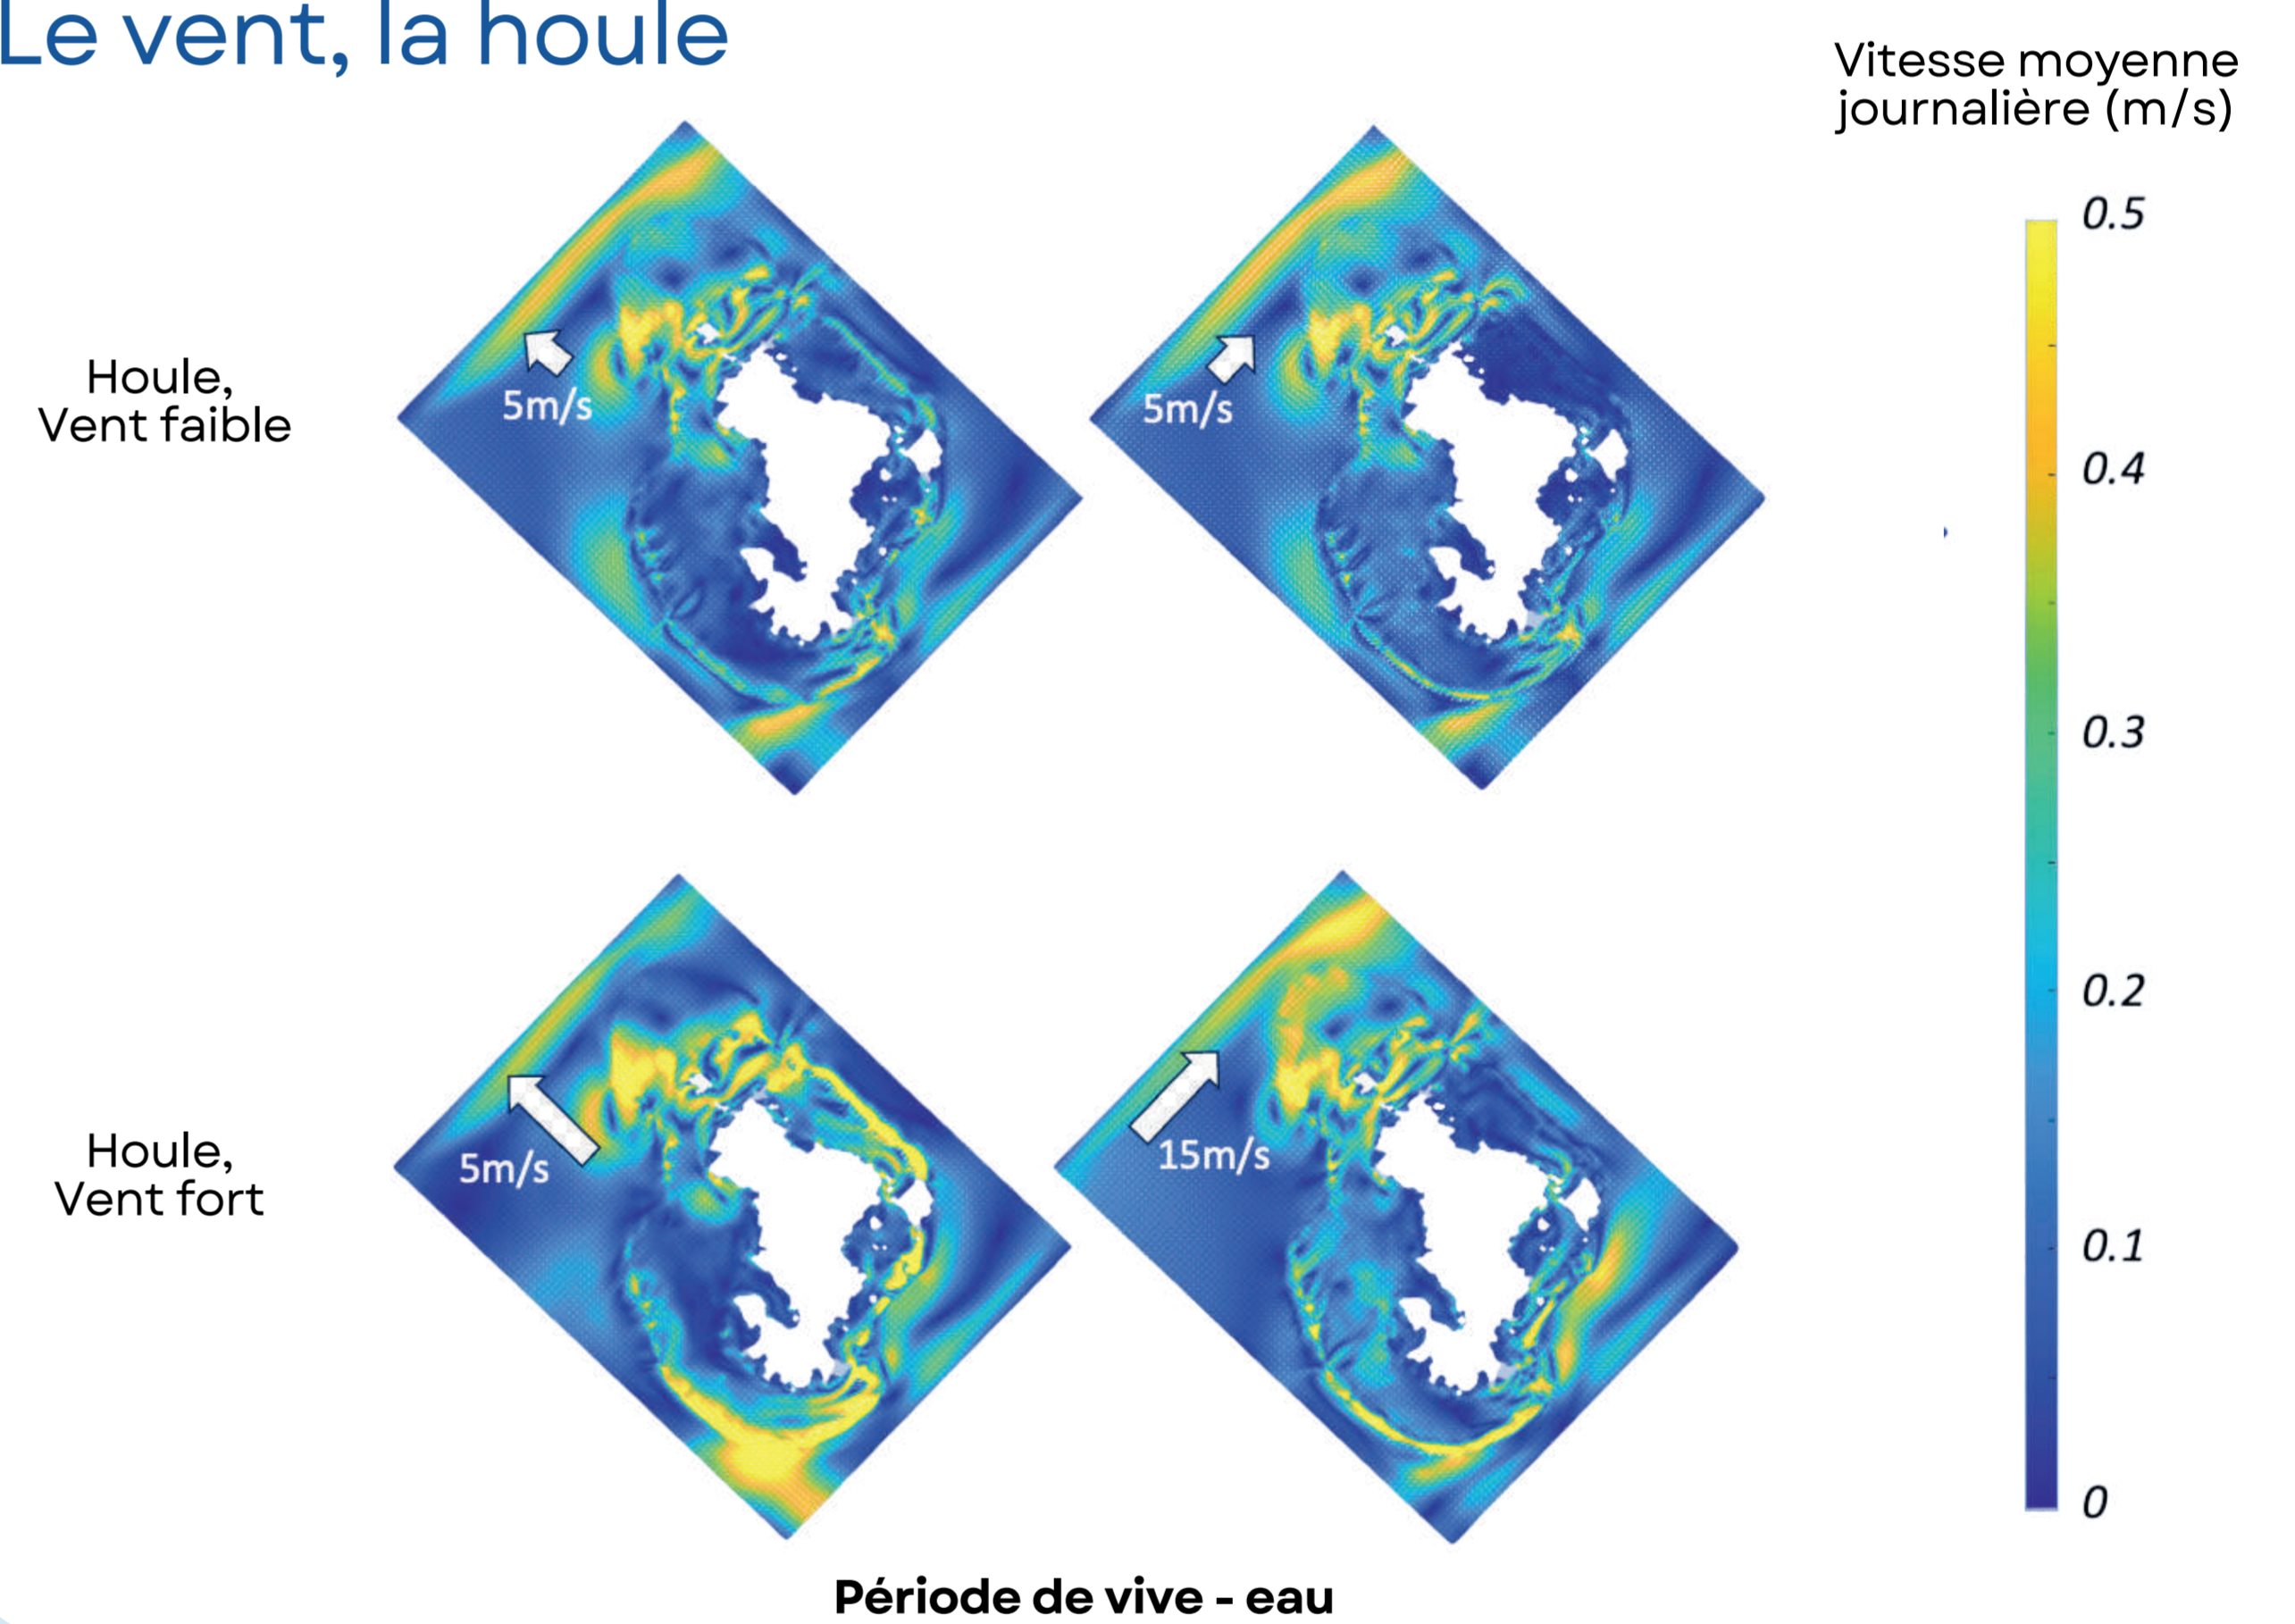 Le vent, la houle
Vitesse moyenne
journalière (m/s)
0.5
0.4
0.3
0.2
0.1
0
Houle,
Vent faible
5m/s
5m/s
Houle,
Vent fort
5m/s
15m/s
Période de vive - eau